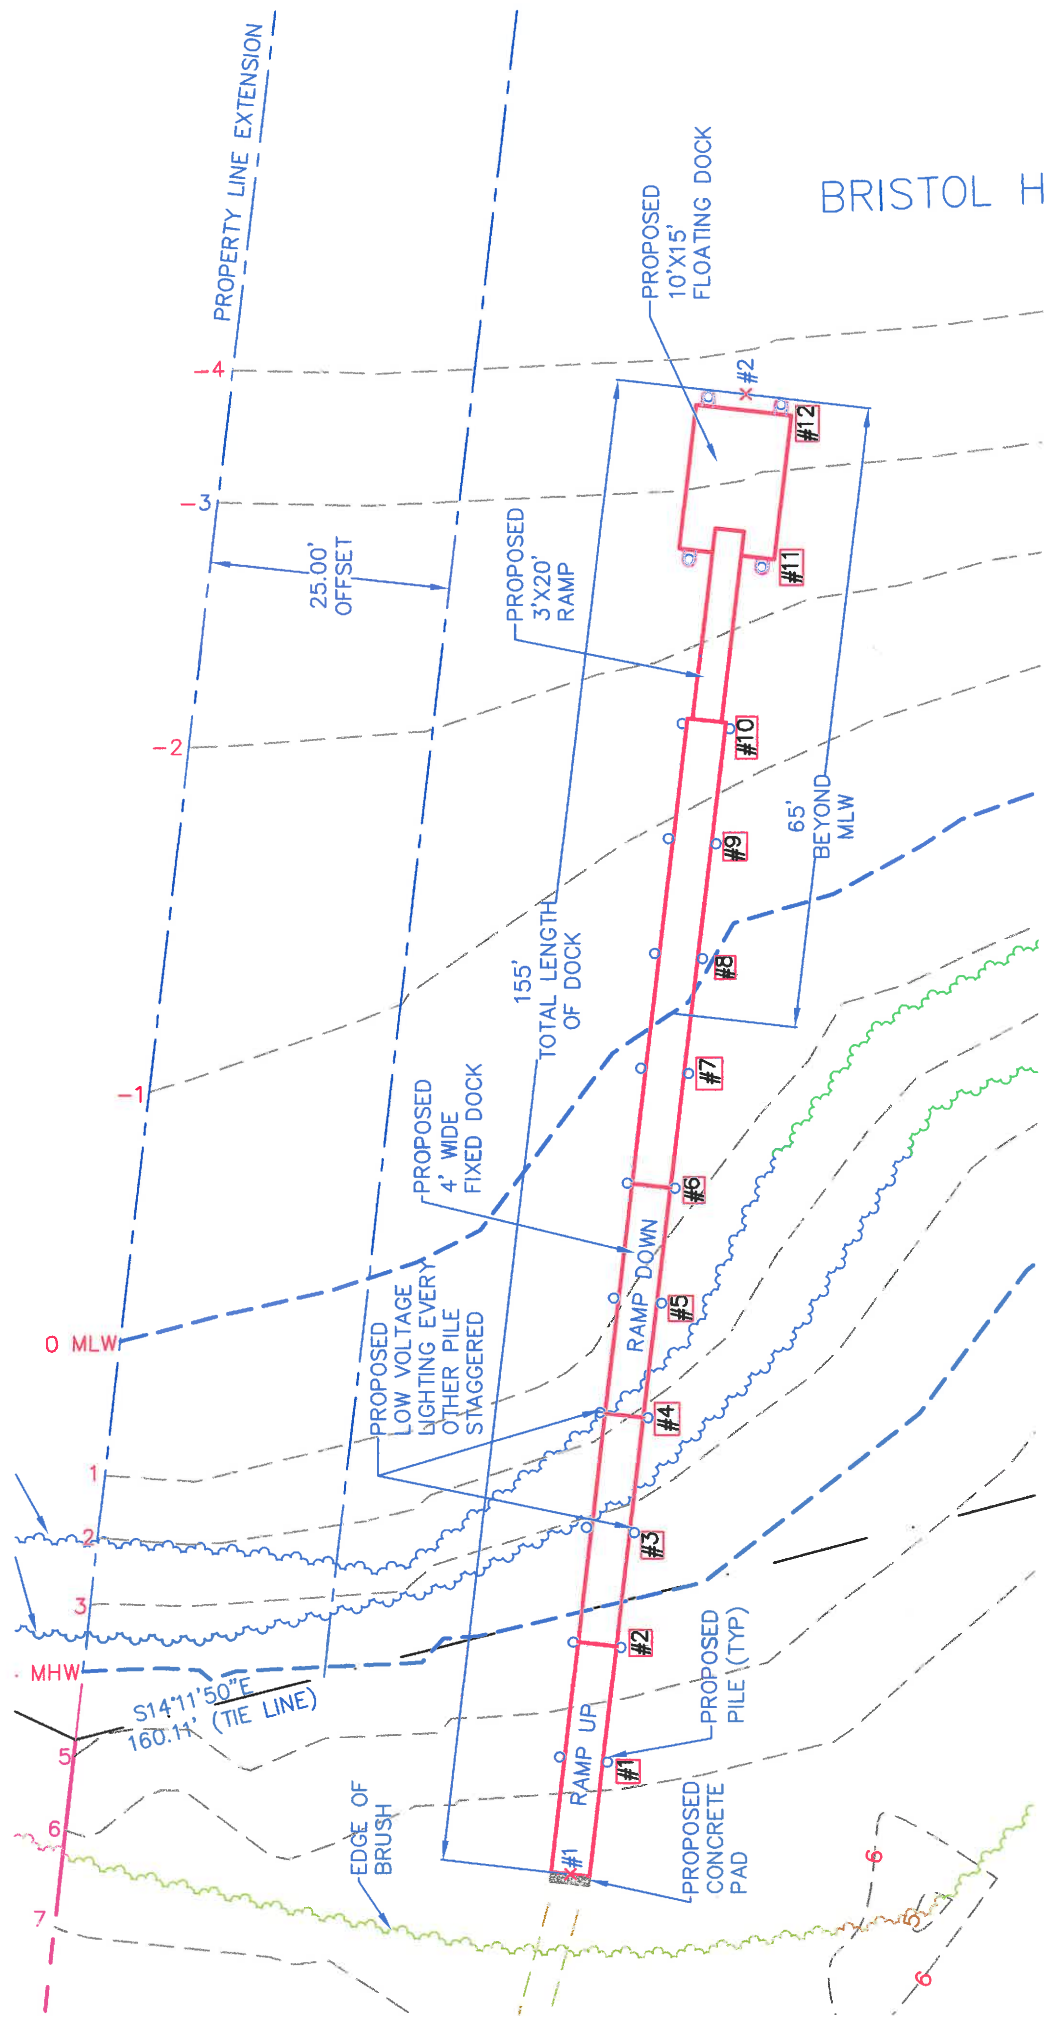 PROPERTY LINE EXTENSION
BRISTOL H
-4
-3
-2
-1
0 MLW
1
2
3
MHW
5
6
7
25.00'
OFFSET
PROPOSED
10'X15'
FLOATING DOCK
#2
#12
#11
PROPOSED
3'X20'
RAMP
#10
#9
65'
BEYOND
MLW
#8
155'
TOTAL LENGTH
OF DOCK
#7
PROPOSED
4' WIDE
FIXED DOCK
#6
RAMP DOWN
#5
PROPOSED
LOW VOLTAGE
LIGHTING EVERY
OTHER PILE
STAGGERED
#4
#3
#2
S14°11'50"E
160.11' (TIE LINE)
PROPOSED
PILE (TYP)
RAMP UP
#1
EDGE OF
BRUSH
#1
PROPOSED
CONCRETE
PAD
6
5
6